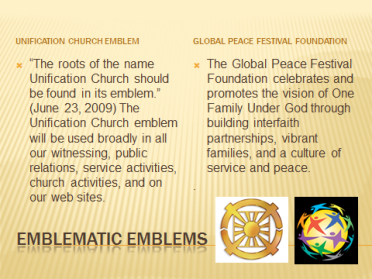 UNIFICATION CHURCH EMBLEM
"The roots of the name
Unification Church should
be found in its emblem."
(June 23, 2009) The
Unification Church emblem
will be used broadly in all
our witnessing, public
relations, service activities,
church activities, and on
our web sites.
GLOBAL PEACE FESTIVAL FOUNDATION
The Global Peace Festival
Foundation celebrates and
promotes the vision of One
Family Under God through
building interfaith
partnerships, vibrant
families, and a culture of
service and peace.
.
EMBLEMATIC EMBLEMS